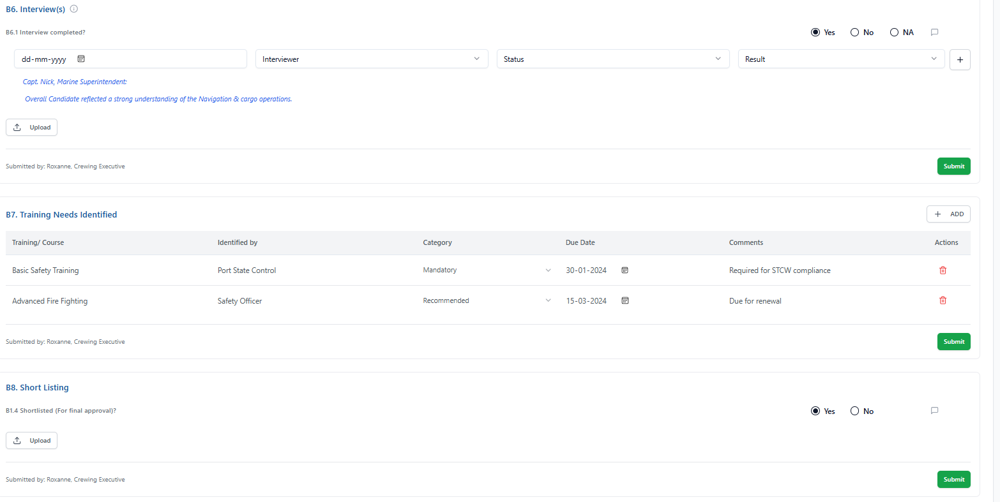 B6. Interview(s)
B6.1 Interview completed? Yes No NA
dd-mm-yyyy Interviewer Status Result +
Capt. Nick, Marine Superintendent:
Overall Candidate reflected a strong understanding of the Navigation & cargo operations.
Upload
Submitted by: Roxanne, Crewing Executive Submit
B7. Training Needs Identified + ADD
Training/ Course Identified by Category Due Date Comments Actions
Basic Safety Training Port State Control Mandatory 30-01-2024 Required for STCW compliance
Advanced Fire Fighting Safety Officer Recommended 15-03-2024 Due for renewal
Submitted by: Roxanne, Crewing Executive Submit
B8. Short Listing
B1.4 Shortlisted (For final approval)? Yes No
Upload
Submitted by: Roxanne, Crewing Executive Submit